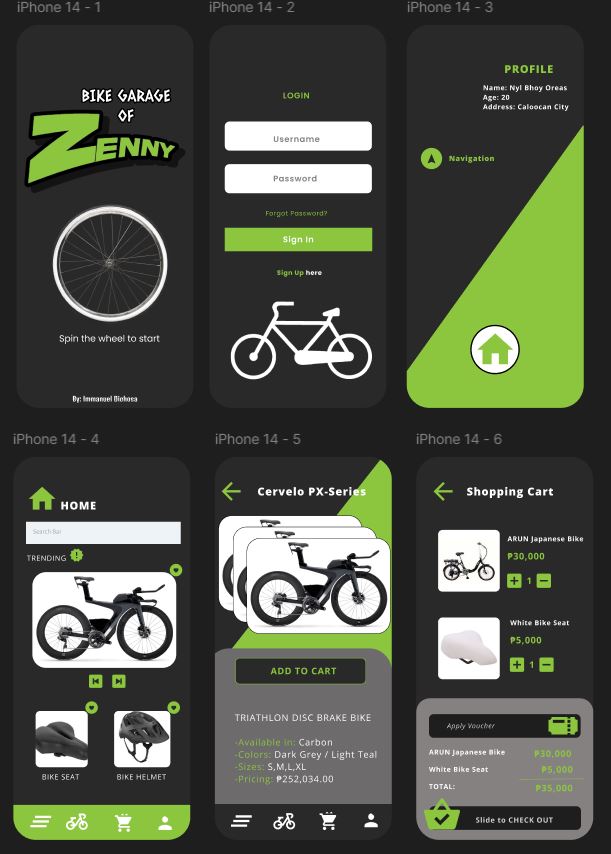 iPhone 14 - 1
BIKE GARAGE
OF
ZENNY
Spin the wheel to start
By: Immanuel Bichosa
iPhone 14 - 2
LOGIN
Username
Password
Forgot Password?
Sign In
Sign Up here
iPhone 14 - 3
PROFILE
Name: Nyl Bhoy Oreas
Age: 20
Address: Caloocan City
Navigation
iPhone 14 - 4
HOME
Search Bar
TRENDING
BIKE SEAT
BIKE HELMET
iPhone 14 - 5
Cervelo PX-Series
ADD TO CART
TRIATHLON DISC BRAKE BIKE
-Available in: Carbon
-Colors: Dark Grey / Light Teal
-Sizes: S,M,L,XL
-Pricing: ₱252,034.00
iPhone 14 - 6
Shopping Cart
ARUN Japanese Bike
₱30,000
1
White Bike Seat
₱5,000
1
Apply Voucher
ARUN Japanese Bike ₱30,000
White Bike Seat ₱5,000
TOTAL: ₱35,000
Slide to CHECK OUT